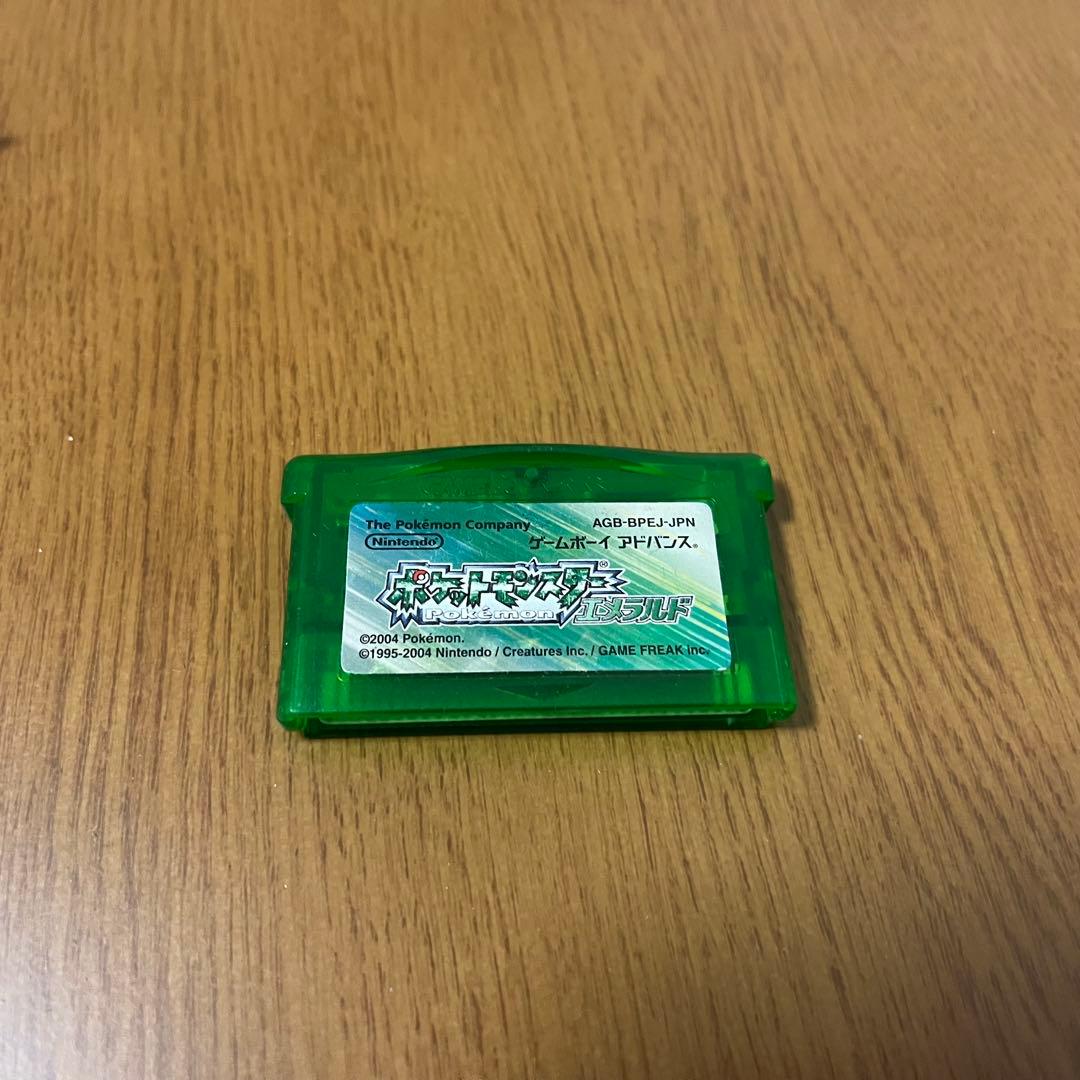 The Pokémon Company AGB-BPEJ-JPN
Nintendo ゲームボーイ アドバンス®
ポケットモンスター®
Pokémon エメラルド
©2004 Pokémon.
©1995-2004 Nintendo / Creatures Inc. / GAME FREAK inc.